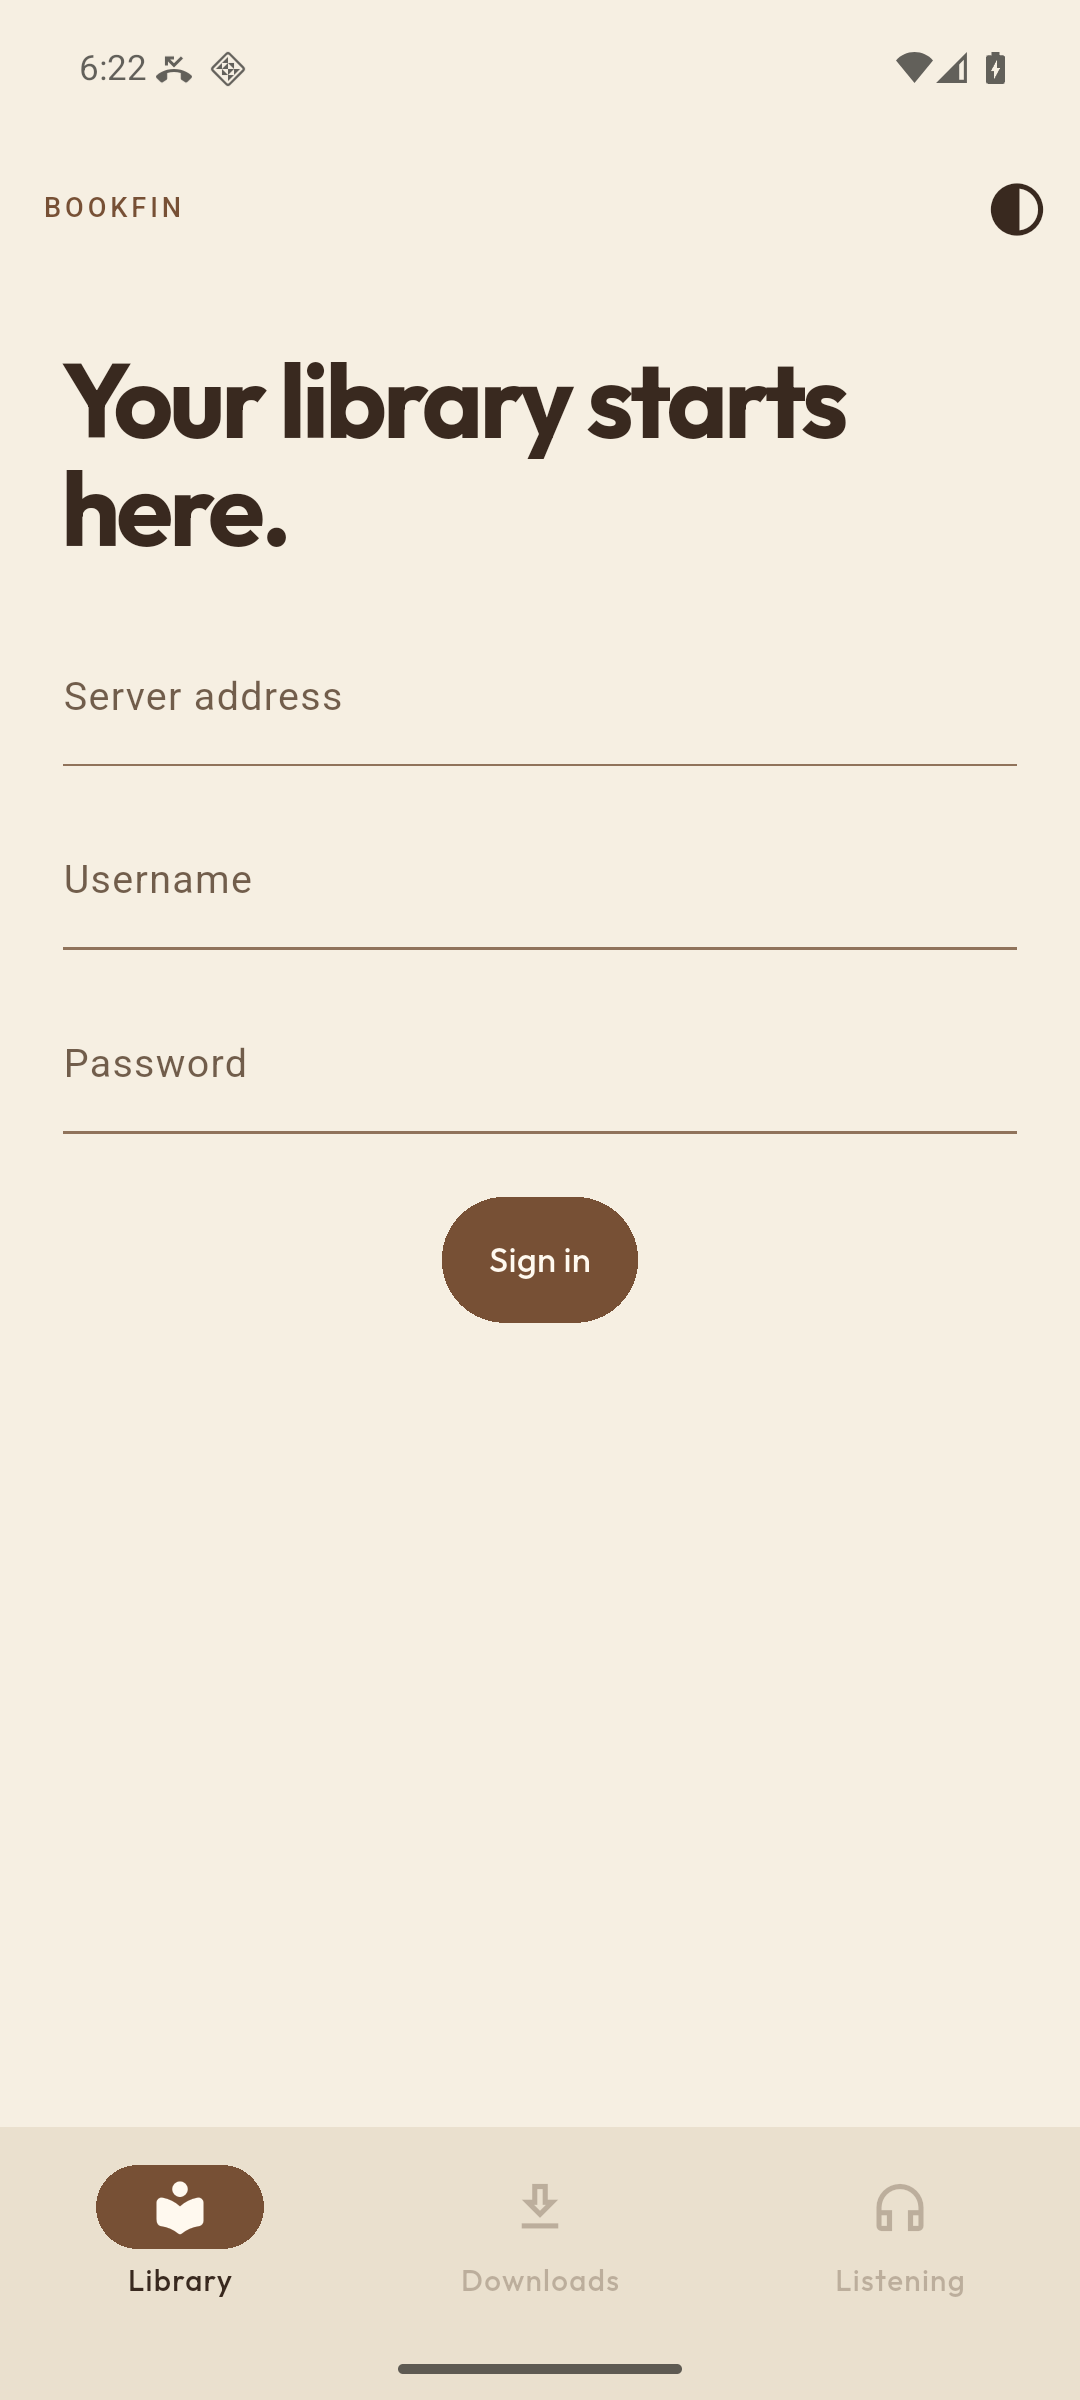 6:22
BOOKFIN
Your library starts
here.
Server address
Username
Password
Sign in
Library
Downloads
Listening